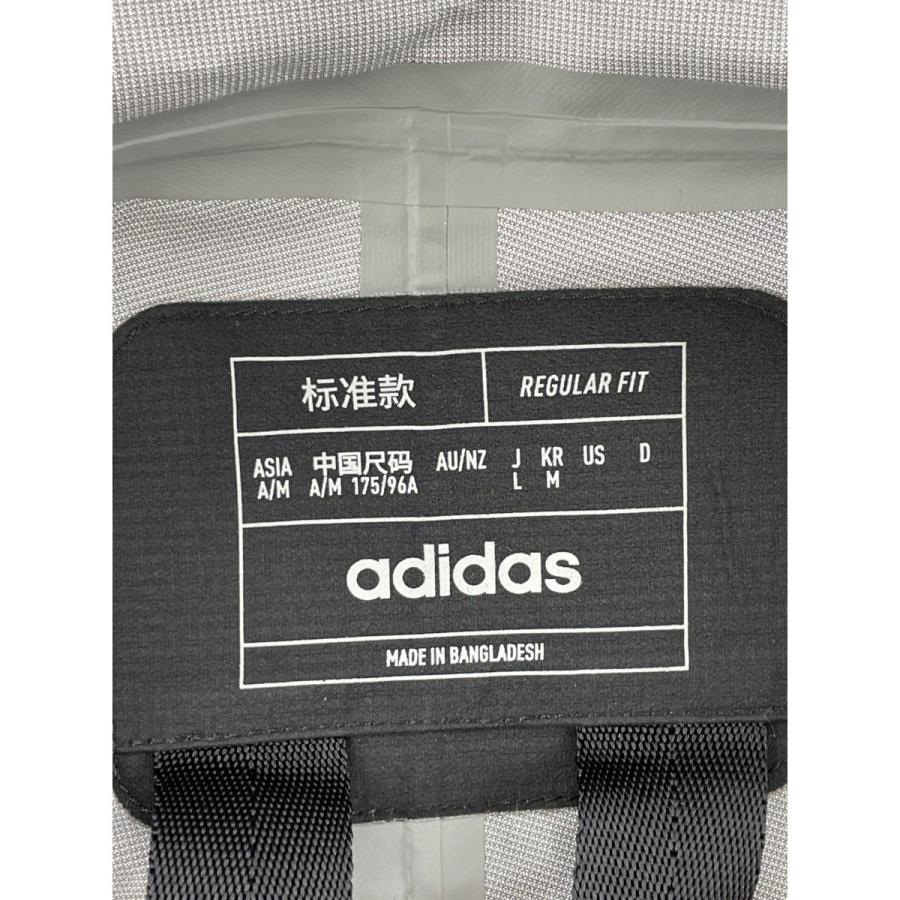 标准款 REGULAR FIT
ASIA 中国尺码 AU/NZ J KR US D
A/M A/M 175/96A L M
adidas
MADE IN BANGLADESH